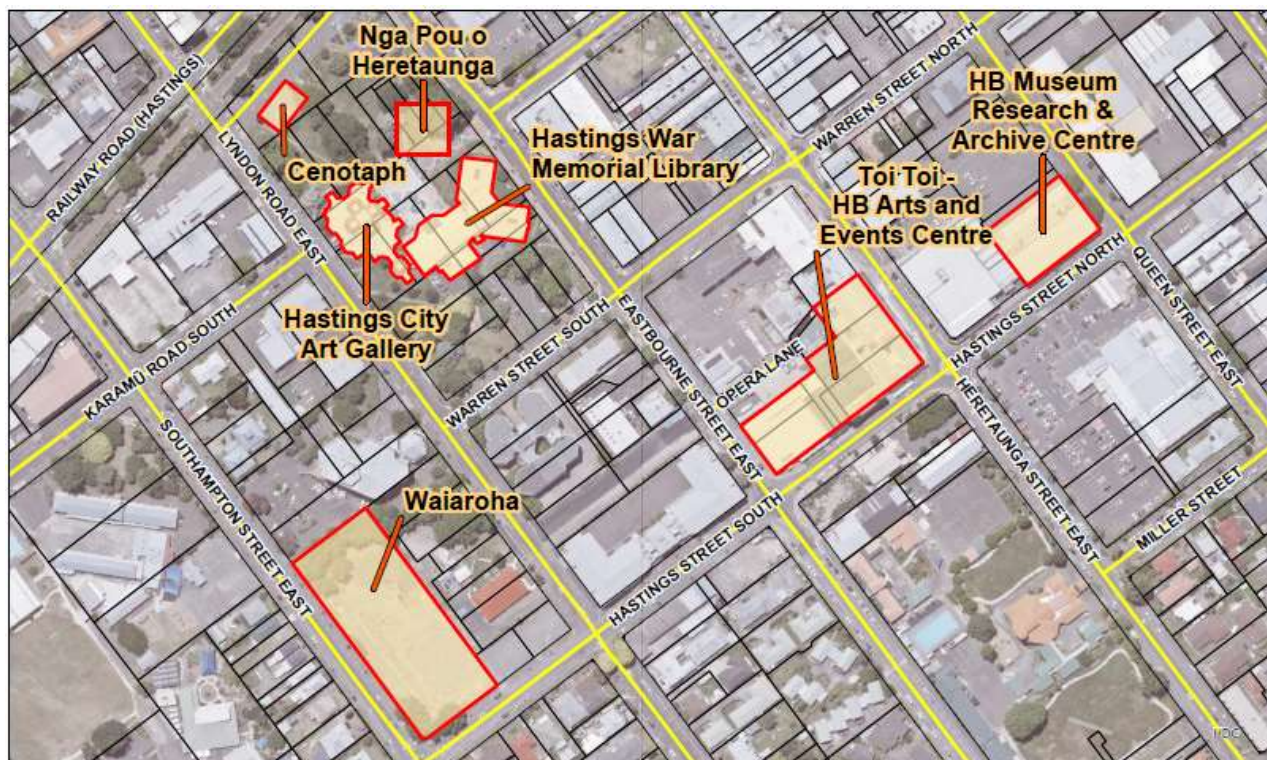 Nga Pou o
Heretaunga
HB Museum
Research &
Archive Centre
WARREN STREET NORTH
RAILWAY ROAD (HASTINGS)
LYNDON ROAD EAST
Cenotaph
Hastings War
Memorial Library
Toi Toi -
HB Arts and
Events Centre
QUEEN STREET EAST
HASTINGS STREET NORTH
Hastings City
Art Gallery
KARAMŪ ROAD SOUTH
WARREN STREET SOUTH
EASTBOURNE STREET EAST
OPERA LANE
HERETAUNGA STREET EAST
SOUTHAMPTON STREET EAST
Waiaroha
HASTINGS STREET SOUTH
MILLER STREET